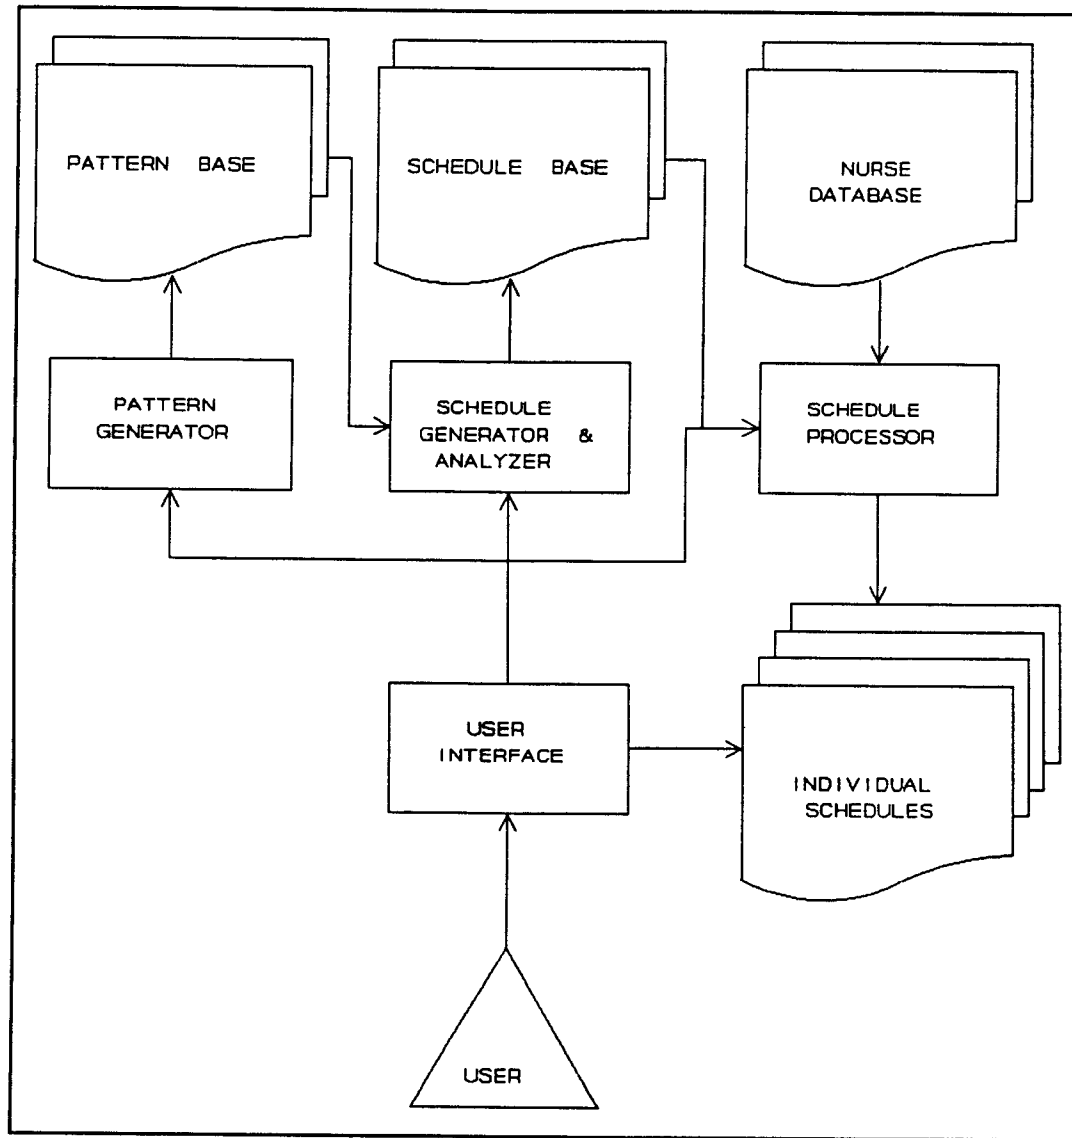 PATTERN BASE
SCHEDULE BASE
NURSE
DATABASE
PATTERN
GENERATOR
SCHEDULE
GENERATOR &
ANALYZER
SCHEDULE
PROCESSOR
USER
INTERFACE
INDIVIDUAL
SCHEDULES
USER